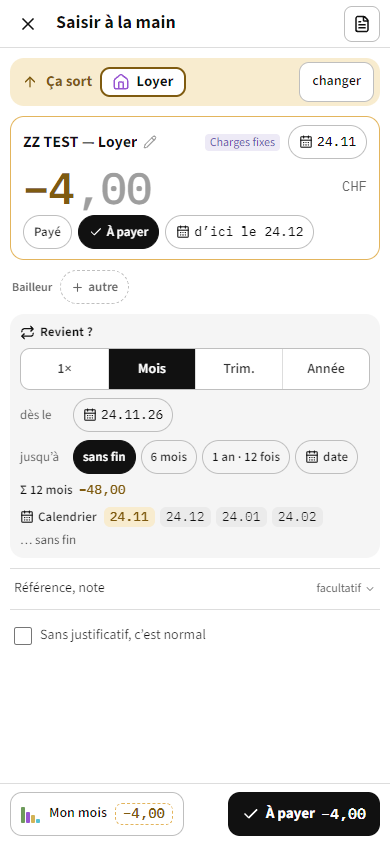 Saisir à la main
Ça sort Loyer changer
ZZ TEST — Loyer Charges fixes 24.11
−4,00 CHF
Payé À payer d’ici le 24.12
Bailleur + autre
Revient ?
1× Mois Trim. Année
dès le 24.11.26
jusqu’à sans fin 6 mois 1 an · 12 fois date
Σ 12 mois −48,00
Calendrier 24.11 24.12 24.01 24.02
… sans fin
Référence, note facultatif
Sans justificatif, c’est normal
Mon mois −4,00 À payer −4,00